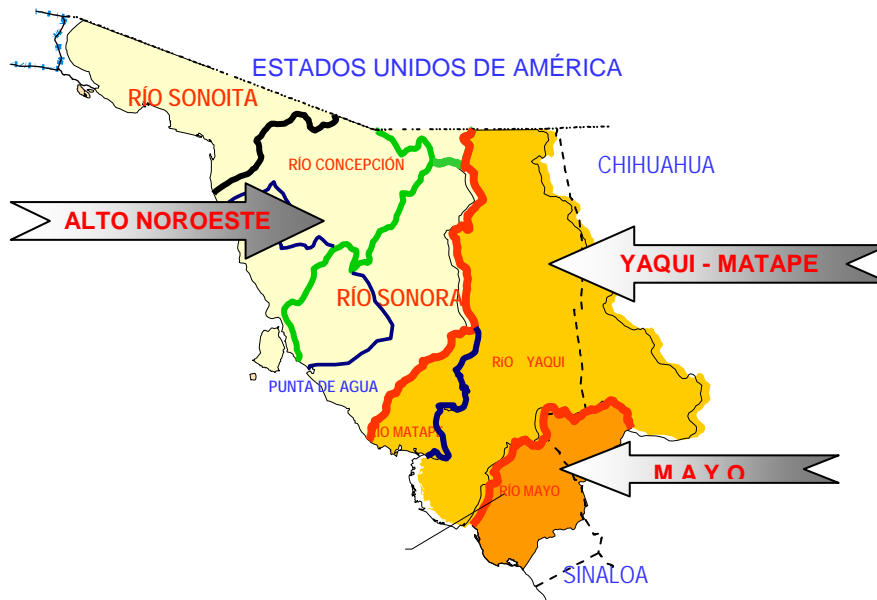 ESTADOS UNIDOS DE AMÉRICA
RÍO SONOITA
RÍO CONCEPCIÓN
CHIHUAHUA
ALTO NOROESTE
YAQUI - MATAPE
RÍO SONORA
RíO YAQUI
PUNTA DE AGUA
RÍO MATAPE
M A Y O
RÍO MAYO
SINALOA